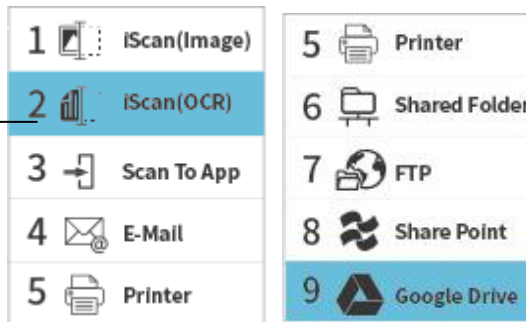 1 iScan(Image)
2 iScan(OCR)
3 Scan To App
4 E-Mail
5 Printer
5 Printer
6 Shared Folder
7 FTP
8 Share Point
9 Google Drive